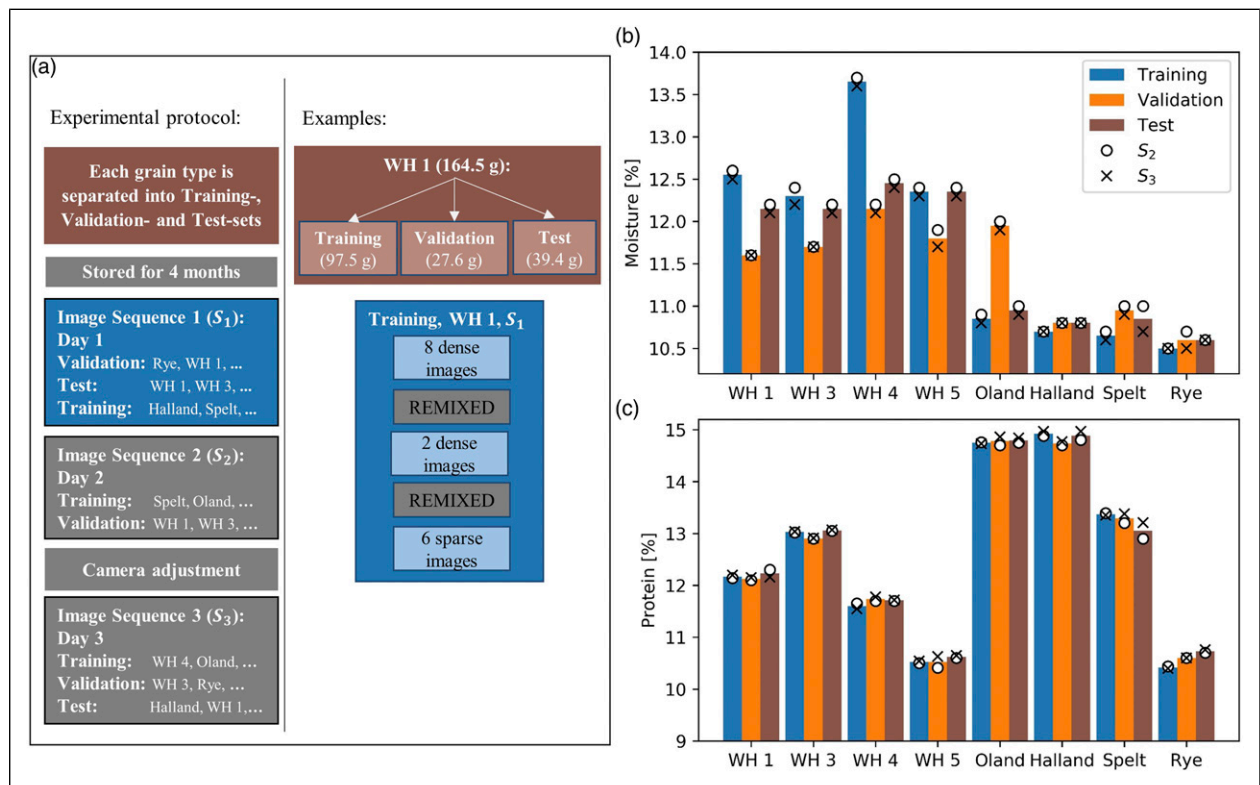 (a)
Experimental protocol:
Each grain type is
separated into Training-,
Validation- and Test-sets
Stored for 4 months
Image Sequence 1 (S₁):
Day 1
Validation: Rye, WH 1, ...
Test: WH 1, WH 3, ...
Training: Halland, Spelt, ...
Image Sequence 2 (S₂):
Day 2
Training: Spelt, Oland, ...
Validation: WH 1, WH 3, ...
Camera adjustment
Image Sequence 3 (S₃):
Day 3
Training: WH 4, Oland, ...
Validation: WH 3, Rye, ...
Test: Halland, WH 1,...
Examples:
WH 1 (164.5 g):
Training Validation Test
(97.5 g) (27.6 g) (39.4 g)
Training, WH 1, S₁
8 dense
images
REMIXED
2 dense
images
REMIXED
6 sparse
images
(b)
Moisture [%]
14.0
13.5
13.0
12.5
12.0
11.5
11.0
10.5
Training
Validation
Test
S₂
S₃
WH 1 WH 3 WH 4 WH 5 Oland Halland Spelt Rye
(c)
Protein [%]
15
14
13
12
11
10
9
WH 1 WH 3 WH 4 WH 5 Oland Halland Spelt Rye